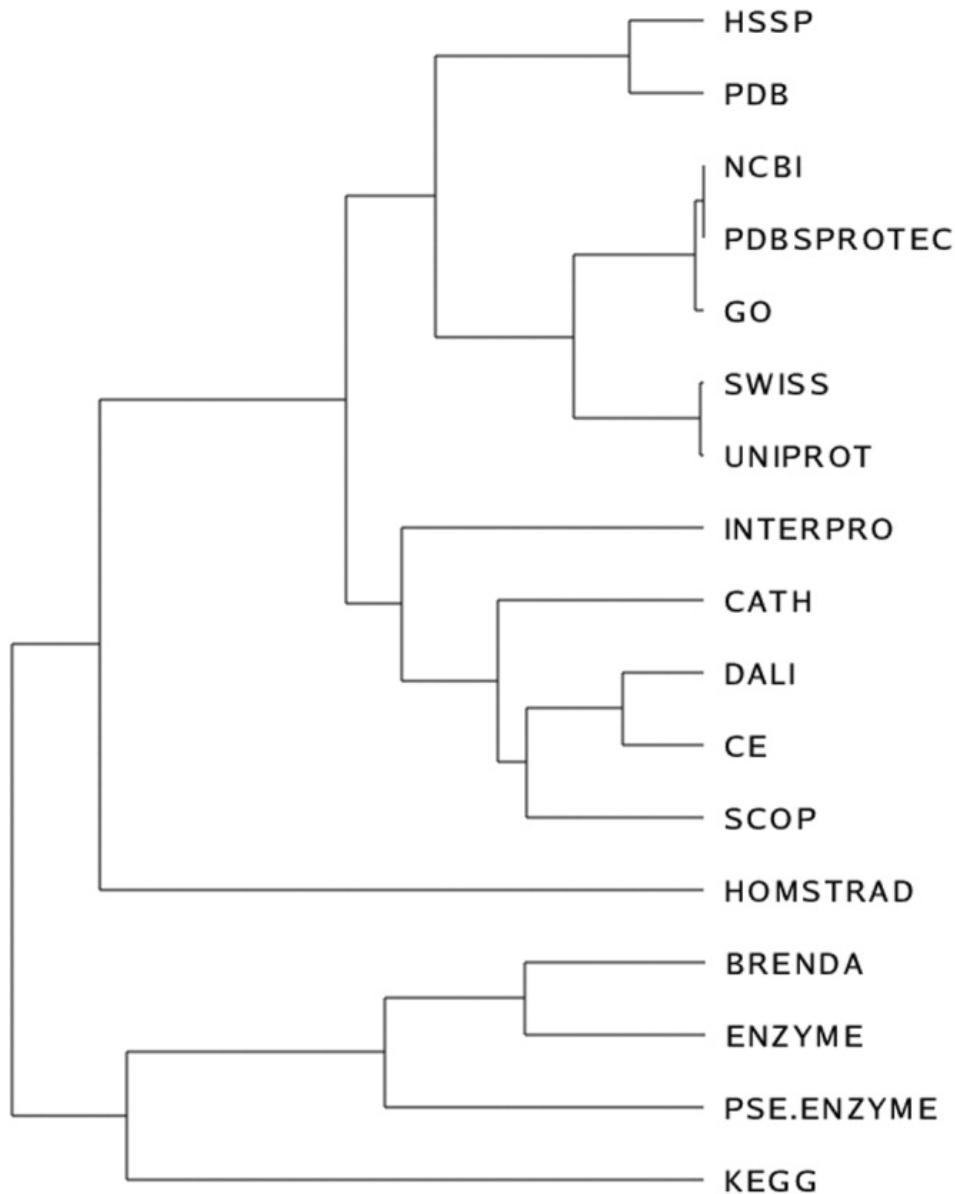 HSSP
PDB
NCBI
PDBSPROTEC
GO
SWISS
UNIPROT
INTERPRO
CATH
DALI
CE
SCOP
HOMSTRAD
BRENDA
ENZYME
PSE.ENZYME
KEGG